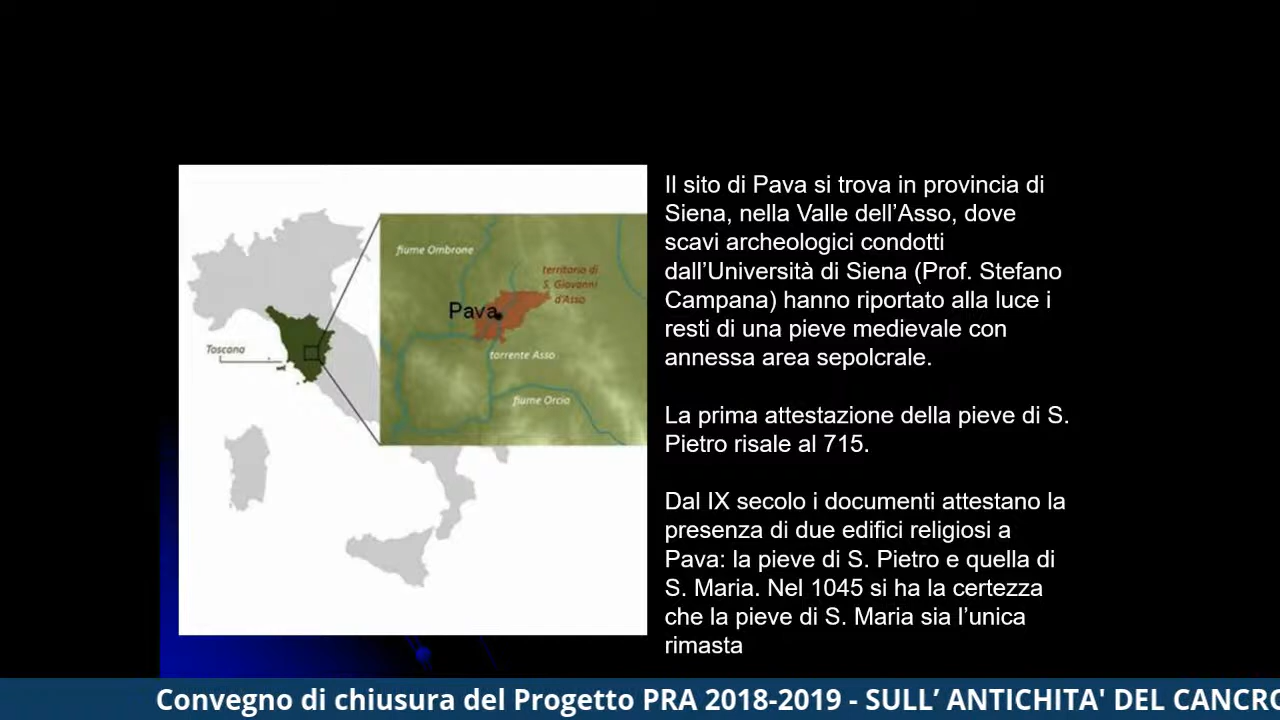 Il sito di Pava si trova in provincia di
Siena, nella Valle dell’Asso, dove
scavi archeologici condotti
dall’Università di Siena (Prof. Stefano
Campana) hanno riportato alla luce i
resti di una pieve medievale con
annessa area sepolcrale.
La prima attestazione della pieve di S.
Pietro risale al 715.
Dal IX secolo i documenti attestano la
presenza di due edifici religiosi a
Pava: la pieve di S. Pietro e quella di
S. Maria. Nel 1045 si ha la certezza
che la pieve di S. Maria sia l’unica
rimasta
fiume Ombrone
territorio di
S. Giovanni
d'Asso
Pava
Toscana
torrente Asso
fiume Orcia
Convegno di chiusura del Progetto PRA 2018-2019 - SULL’ ANTICHITA' DEL CANCRO